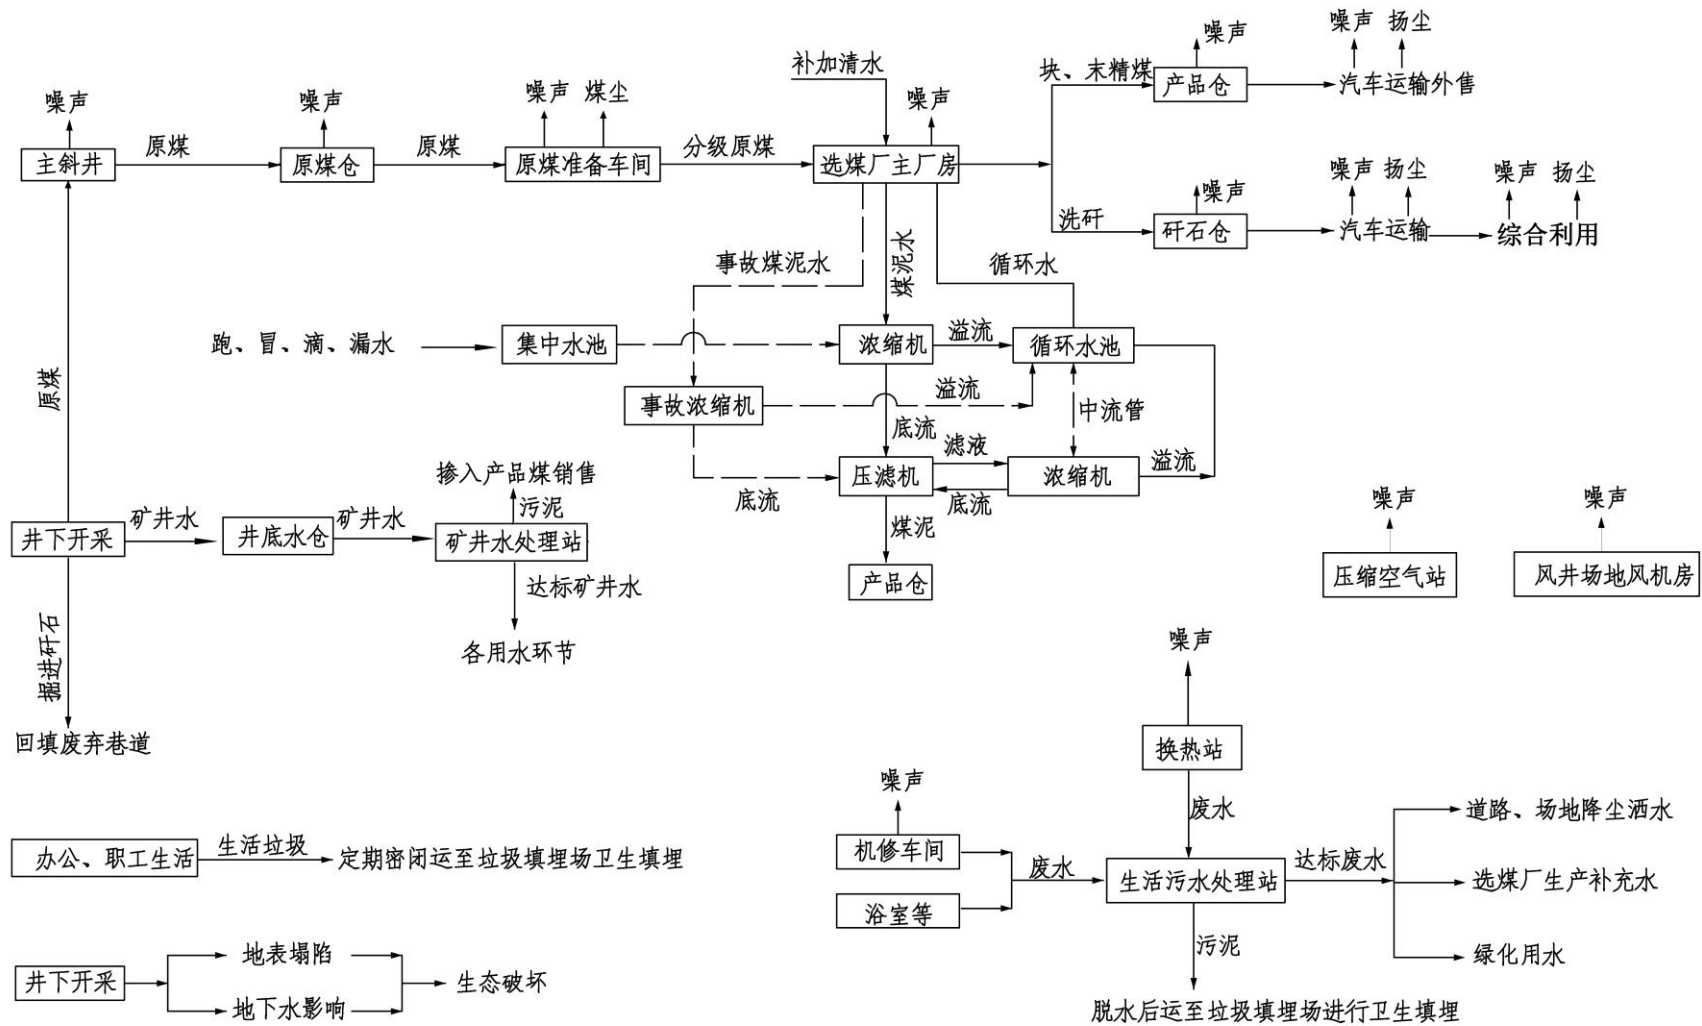 噪声 扬尘
噪声
补加清水
块、末精煤
产品仓
汽车运输外售
噪声
噪声
噪声 煤尘
噪声
主斜井
原煤
原煤仓
原煤
原煤准备车间
分级原煤
选煤厂主厂房
噪声
噪声 扬尘
噪声 扬尘
洗矸
矸石仓
汽车运输
综合利用
事故煤泥水
煤泥水
循环水
跑、冒、滴、漏水
集中水池
浓缩机
溢流
循环水池
原煤
事故浓缩机
溢流
中流管
底流
滤液
掺入产品煤销售
压滤机
浓缩机
溢流
底流
底流
污泥
煤泥
噪声
噪声
井下开采
矿井水
井底水仓
矿井水
矿井水处理站
达标矿井水
产品仓
压缩空气站
风井场地风机房
各用水环节
掘进矸石
回填废弃巷道
噪声
换热站
噪声
废水
道路、场地降尘洒水
办公、职工生活
生活垃圾
定期密闭运至垃圾填埋场卫生填埋
机修车间
废水
生活污水处理站
达标废水
选煤厂生产补充水
浴室等
污泥
绿化用水
地表塌陷
井下开采
生态破坏
地下水影响
脱水后运至垃圾填埋场进行卫生填埋